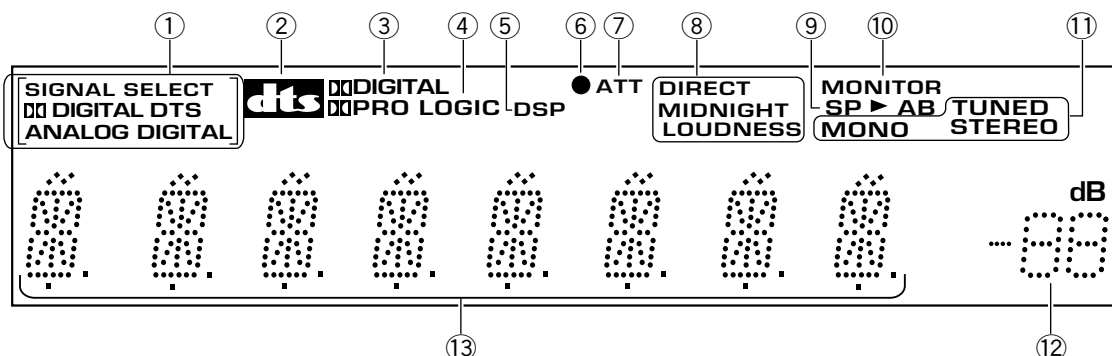 ① ② ③ ④ ⑤ ⑥ ⑦ ⑧ ⑨ ⑩ ⑪
SIGNAL SELECT
DIGITAL DTS
ANALOG DIGITAL
dts
DIGITAL
PRO LOGIC
DSP
ATT
DIRECT
MIDNIGHT
LOUDNESS
MONITOR
SP ► AB
MONO
TUNED
STEREO
dB
-88
⑬ ⑫